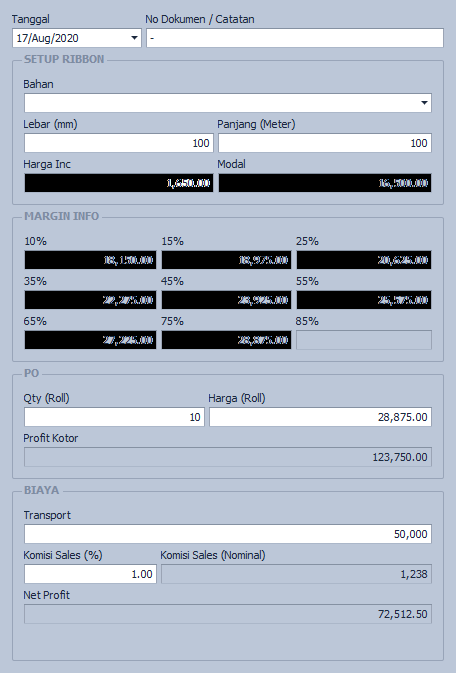 Tanggal No Dokumen / Catatan
17/Aug/2020 -
SETUP RIBBON
Bahan
Lebar (mm) Panjang (Meter)
100 100
Harga Inc Modal
1,650.00 16,500.00
MARGIN INFO
10% 15% 25%
18,150.00 18,975.00 20,625.00
35% 45% 55%
22,275.00 23,925.00 25,575.00
65% 75% 85%
27,225.00 28,875.00
PO
Qty (Roll) Harga (Roll)
10 28,875.00
Profit Kotor
123,750.00
BIAYA
Transport
50,000
Komisi Sales (%) Komisi Sales (Nominal)
1.00 1,238
Net Profit
72,512.50